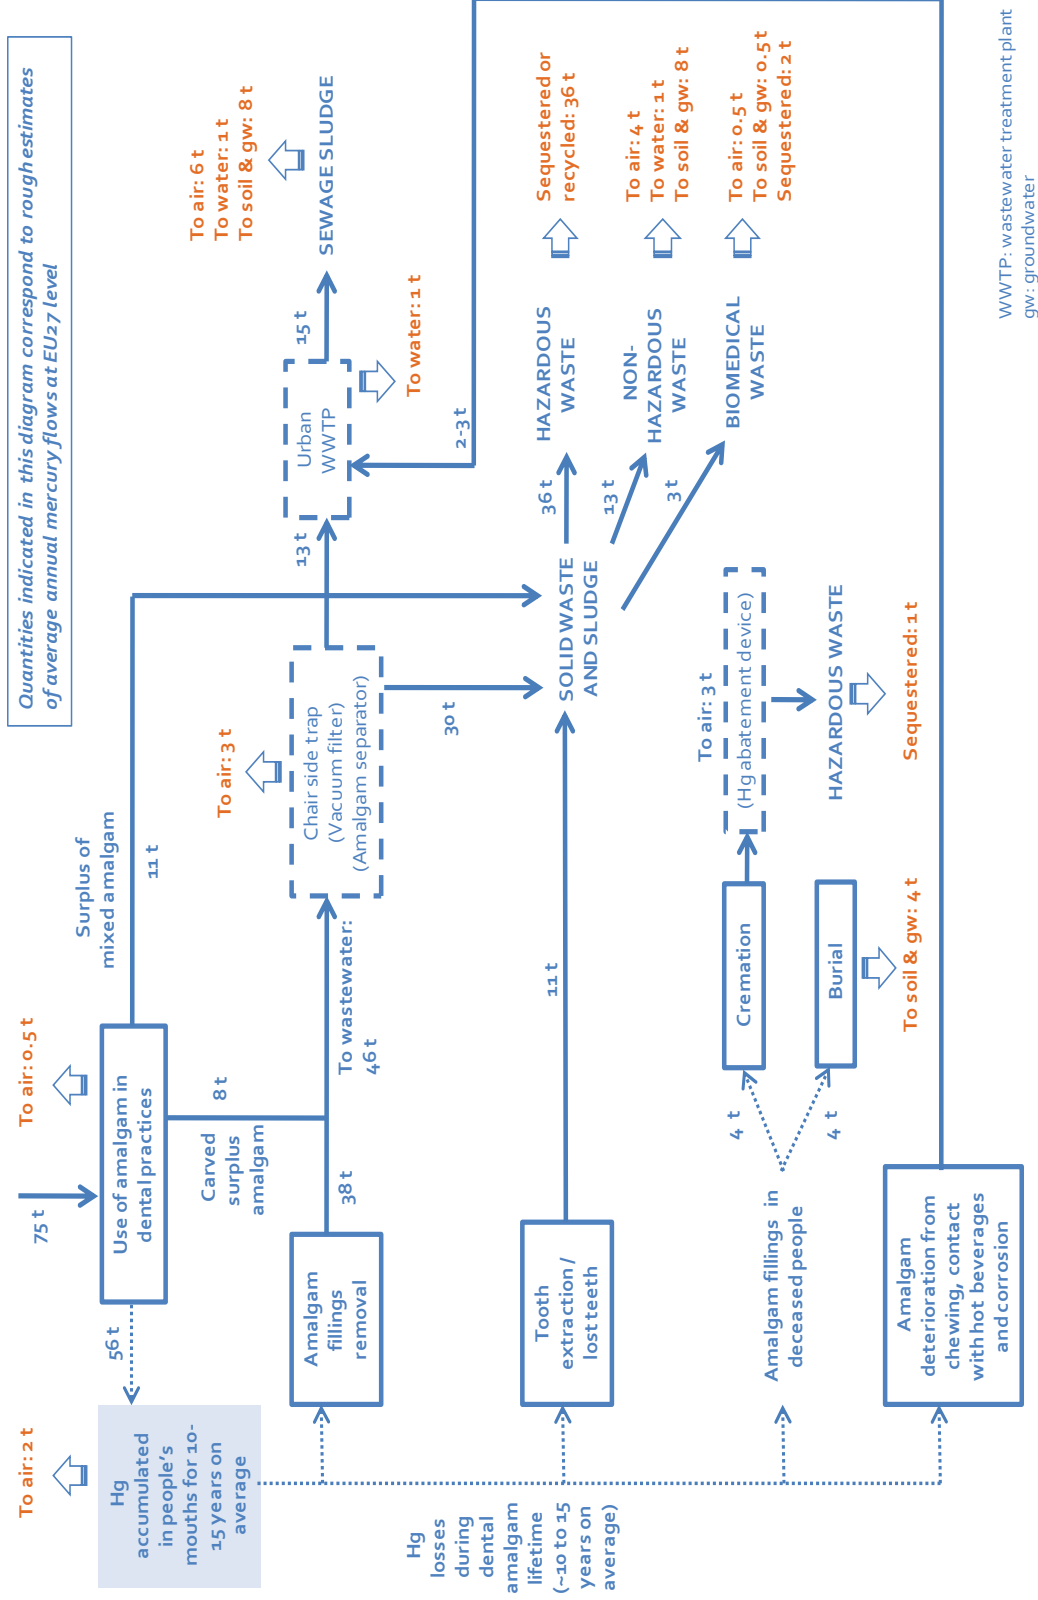 Quantities indicated in this diagram correspond to rough estimates
of average annual mercury flows at EU27 level
To air: 2 t
Hg
accumulated
in people's
mouths for 10-
15 years on
average
56 t
75 t
To air: 0.5 t
Use of amalgam in
dental practices
Surplus of
mixed amalgam
11 t
Carved
surplus
amalgam
8 t
Amalgam
fillings
removal
38 t
To wastewater:
46 t
To air: 3 t
Chair side trap
(Vacuum filter)
(Amalgam separator)
30 t
13 t
Urban
WWTP
15 t
To water: 1 t
2-3 t
SEWAGE SLUDGE
To air: 6 t
To water: 1 t
To soil & gw: 8 t
Hg
losses
during
dental
amalgam
lifetime
(~10 to 15
years on
average)
Tooth
extraction /
lost teeth
11 t
SOLID WASTE
AND SLUDGE
36 t
13 t
3 t
HAZARDOUS
WASTE
Sequestered or
recycled: 36 t
NON-
HAZARDOUS
WASTE
To air: 4 t
To water: 1 t
To soil & gw: 8 t
BIOMEDICAL
WASTE
To air: 0.5 t
To soil & gw: 0.5 t
Sequestered: 2 t
Amalgam fillings in
deceased people
4 t
4 t
Cremation
Burial
To soil & gw: 4 t
To air: 3 t
(Hg abatement device)
HAZARDOUS WASTE
Sequestered: 1 t
Amalgam
deterioration from
chewing, contact
with hot beverages
and corrosion
WWTP: wastewater treatment plant
gw: groundwater